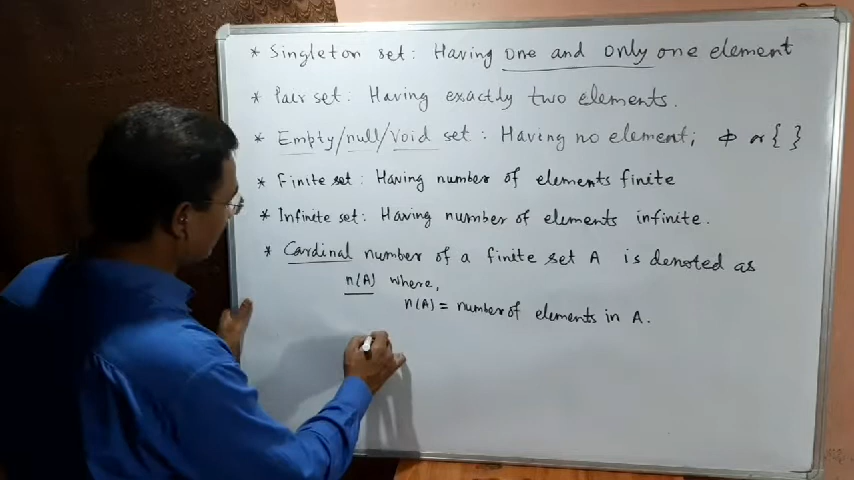 * Singleton set: Having one and only one element
* Pair set: Having exactly two elements.
* Empty/null/void set: Having no element; φ or { }
* Finite set: Having number of elements finite
* Infinite set: Having number of elements infinite.
* Cardinal number of a finite set A is denoted as
n(A) where,
n(A) = number of elements in A.